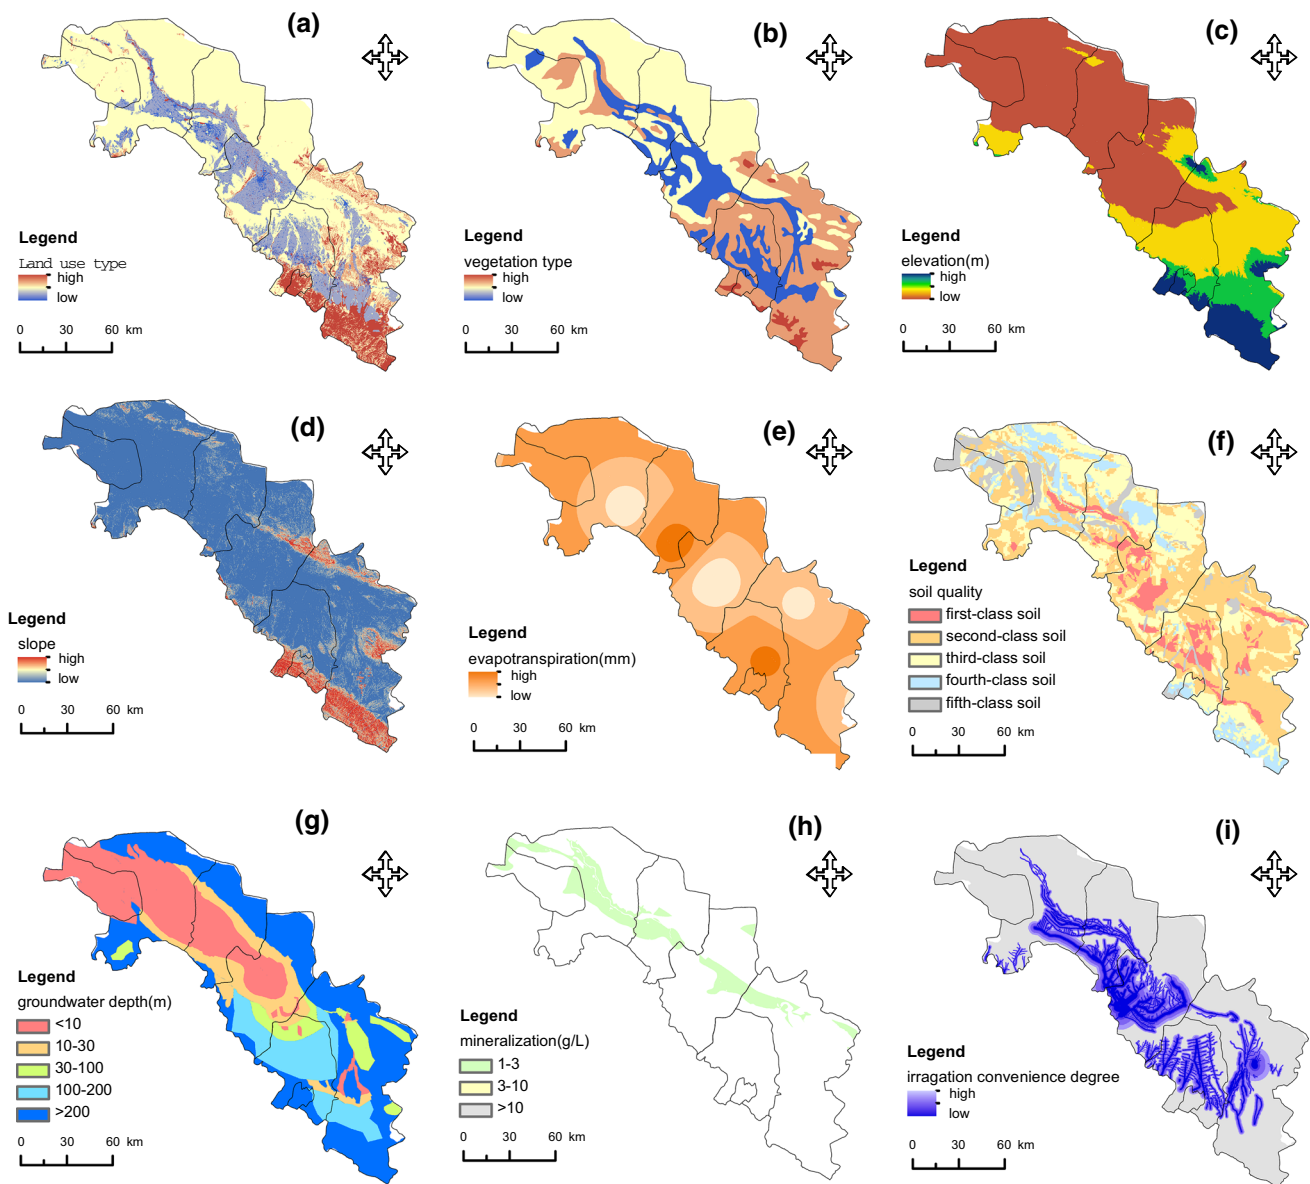 (a)
Legend
Land use type
high
low
0 30 60 km
(b)
Legend
vegetation type
high
low
0 30 60 km
(c)
Legend
elevation(m)
high
low
0 30 60 km
(d)
Legend
slope
high
low
0 30 60 km
(e)
Legend
evapotranspiration(mm)
high
low
0 30 60 km
(f)
Legend
soil quality
first-class soil
second-class soil
third-class soil
fourth-class soil
fifth-class soil
0 30 60 km
(g)
Legend
groundwater depth(m)
<10
10-30
30-100
100-200
>200
0 30 60 km
(h)
Legend
mineralization(g/L)
1-3
3-10
>10
0 30 60 km
(i)
Legend
irragation convenience degree
high
low
0 30 60 km